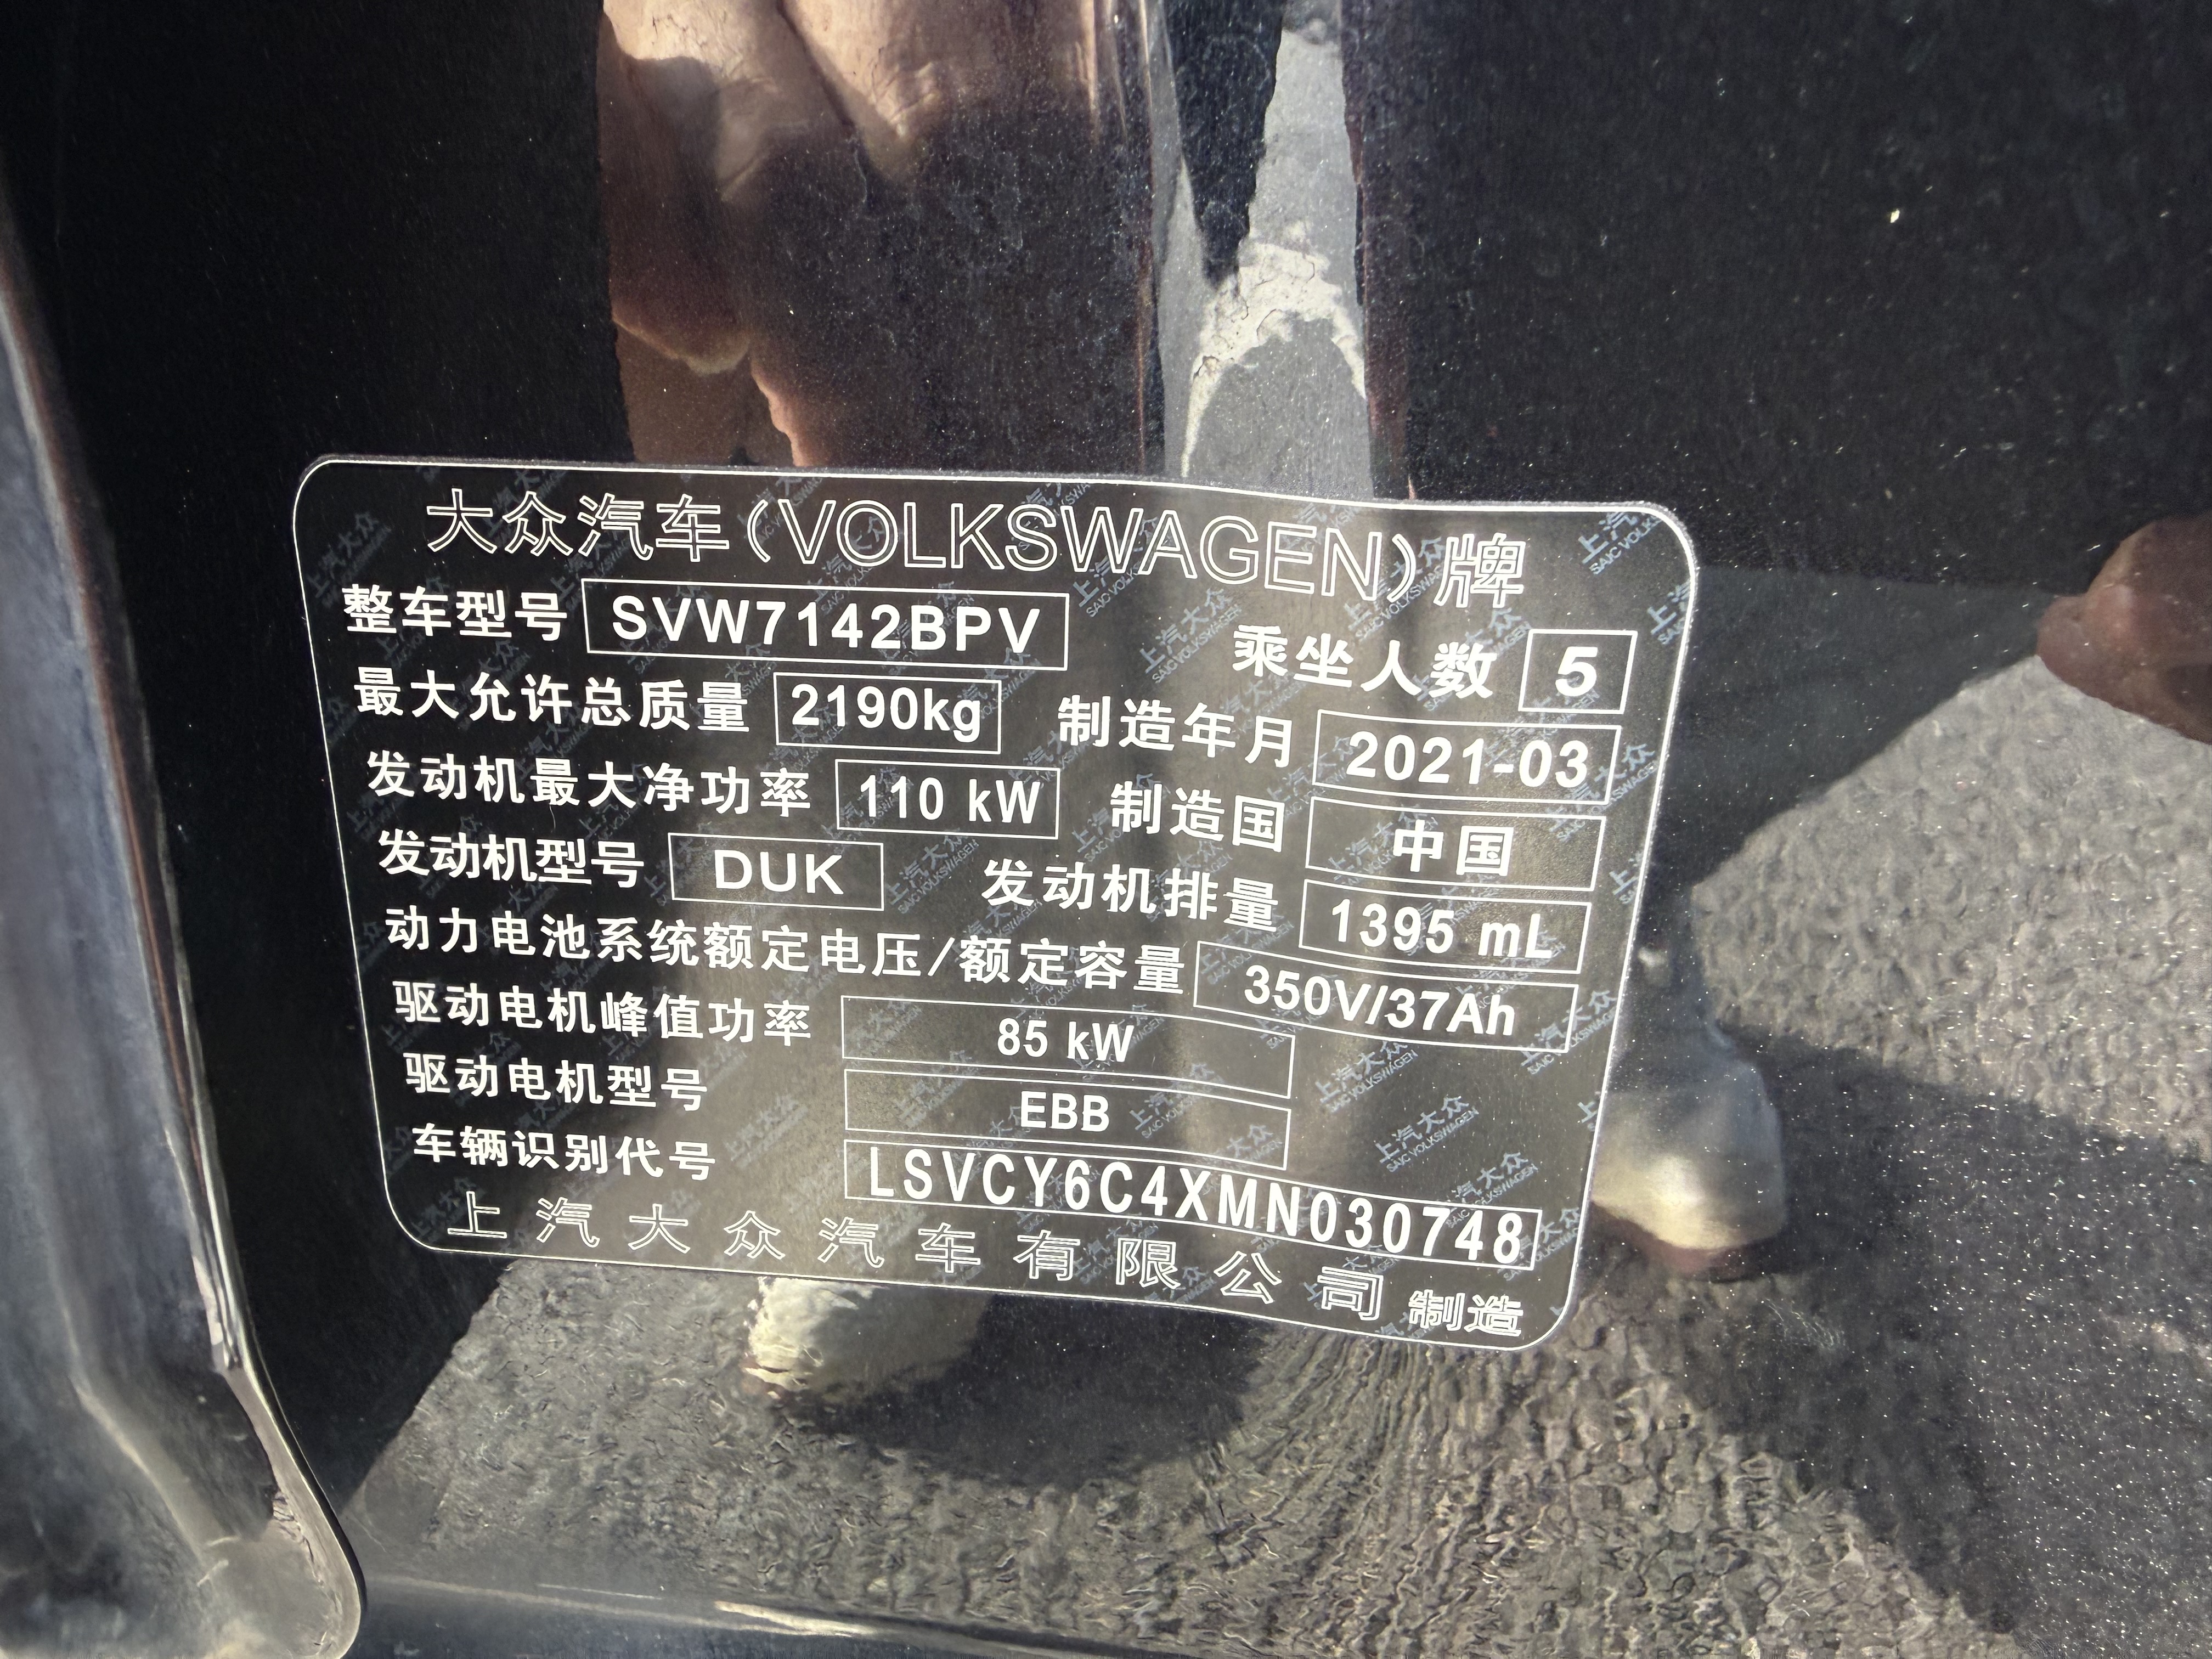 大众汽车(VOLKSWAGEN)牌
整车型号 SVW7142BPV 乘坐人数 5
最大允许总质量 2190kg 制造年月 2021-03
发动机最大净功率 110 kW 制造国 中国
发动机型号 DUK 发动机排量 1395 mL
动力电池系统额定电压/额定容量 350V/37Ah
驱动电机峰值功率 85 kW
驱动电机型号 EBB
车辆识别代号 LSVCY6C4XMN030748
上汽大众汽车有限公司 制造